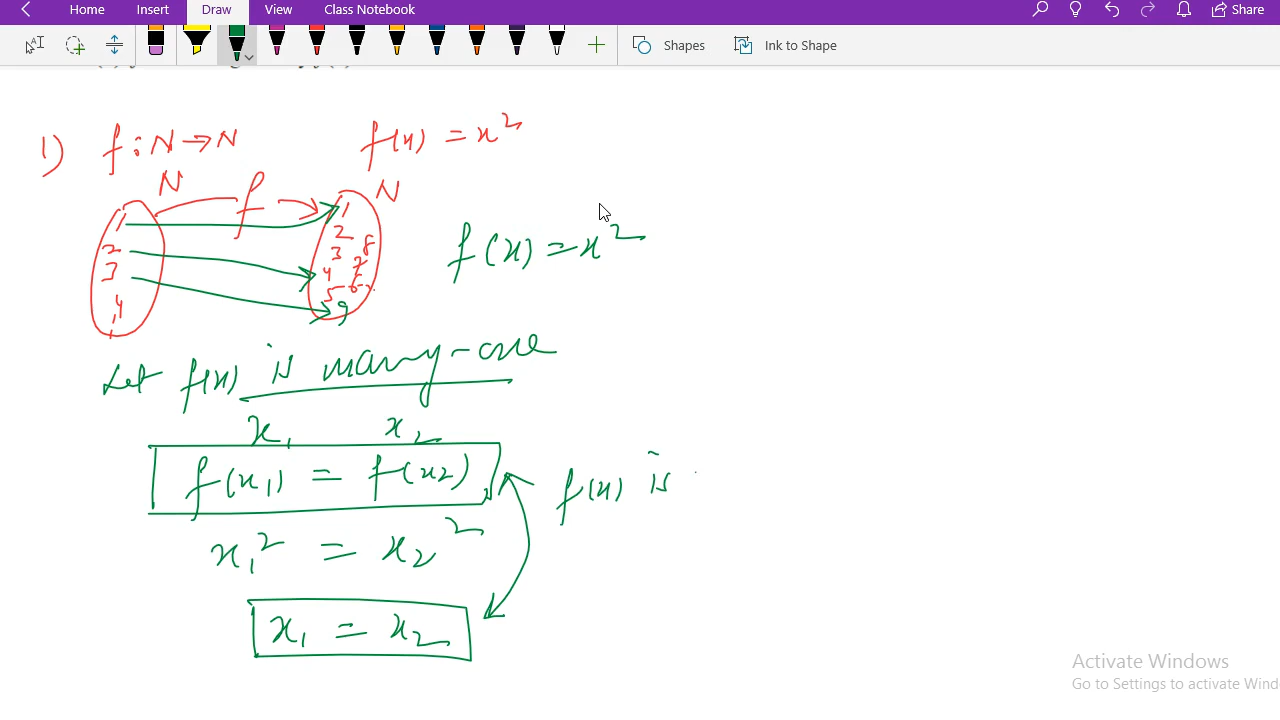 Home Insert Draw View Class Notebook Share
Shapes Ink to Shape
1) f : N → N f(x) = x²
N f N
1 1
2 2
3 3 8
4 4 7
5 6
9
f(x) = x²
Let f(x) is many-one
x₁ x₂
f(x₁) = f(x₂)
f(x) is
x₁² = x₂²
x₁ = x₂
Activate Windows
Go to Settings to activate Wind